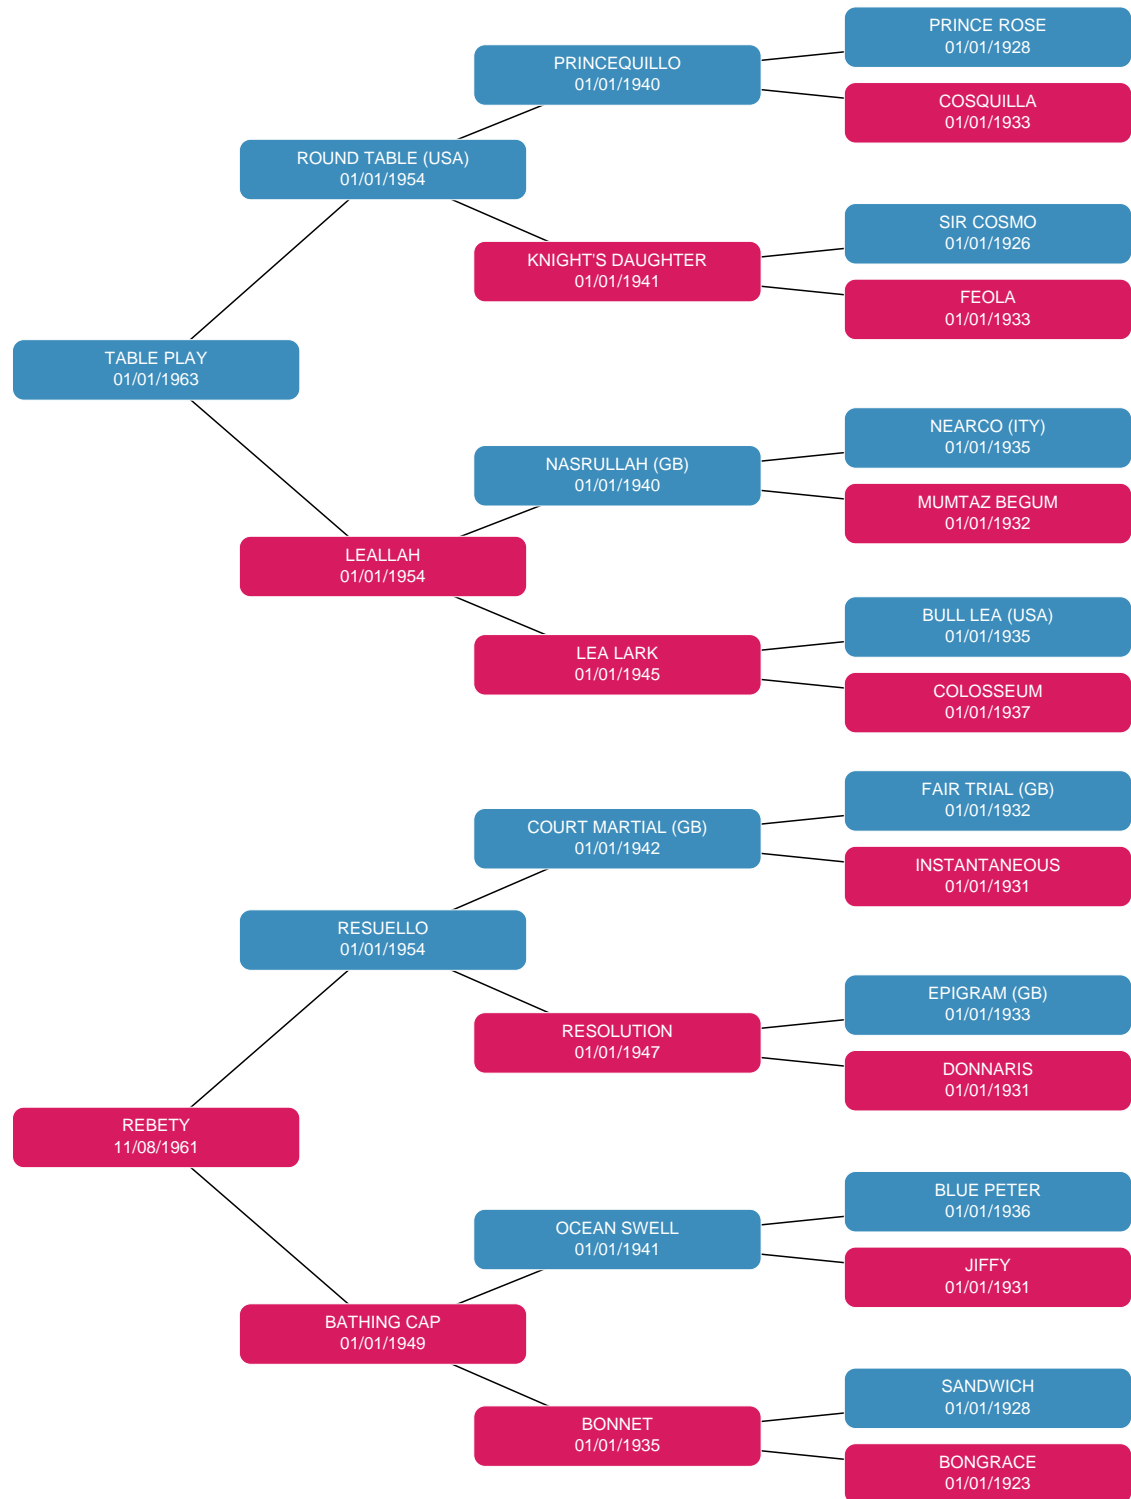 PRINCE ROSE
01/01/1928
PRINCEQUILLO
01/01/1940
COSQUILLA
01/01/1933
ROUND TABLE (USA)
01/01/1954
SIR COSMO
01/01/1926
KNIGHT'S DAUGHTER
01/01/1941
FEOLA
01/01/1933
TABLE PLAY
01/01/1963
NEARCO (ITY)
01/01/1935
NASRULLAH (GB)
01/01/1940
MUMTAZ BEGUM
01/01/1932
LEALLAH
01/01/1954
BULL LEA (USA)
01/01/1935
LEA LARK
01/01/1945
COLOSSEUM
01/01/1937
FAIR TRIAL (GB)
01/01/1932
COURT MARTIAL (GB)
01/01/1942
INSTANTANEOUS
01/01/1931
RESUELLO
01/01/1954
EPIGRAM (GB)
01/01/1933
RESOLUTION
01/01/1947
DONNARIS
01/01/1931
REBETY
11/08/1961
BLUE PETER
01/01/1936
OCEAN SWELL
01/01/1941
JIFFY
01/01/1931
BATHING CAP
01/01/1949
SANDWICH
01/01/1928
BONNET
01/01/1935
BONGRACE
01/01/1923